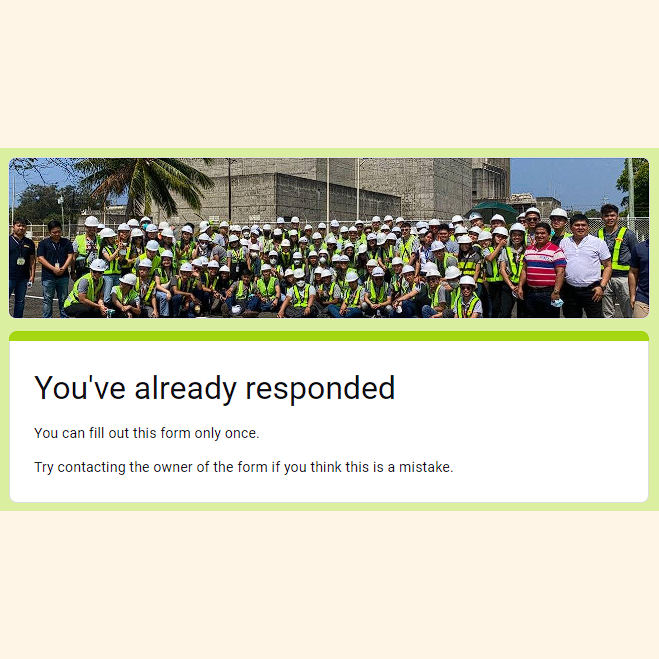 You've already responded
You can fill out this form only once.
Try contacting the owner of the form if you think this is a mistake.